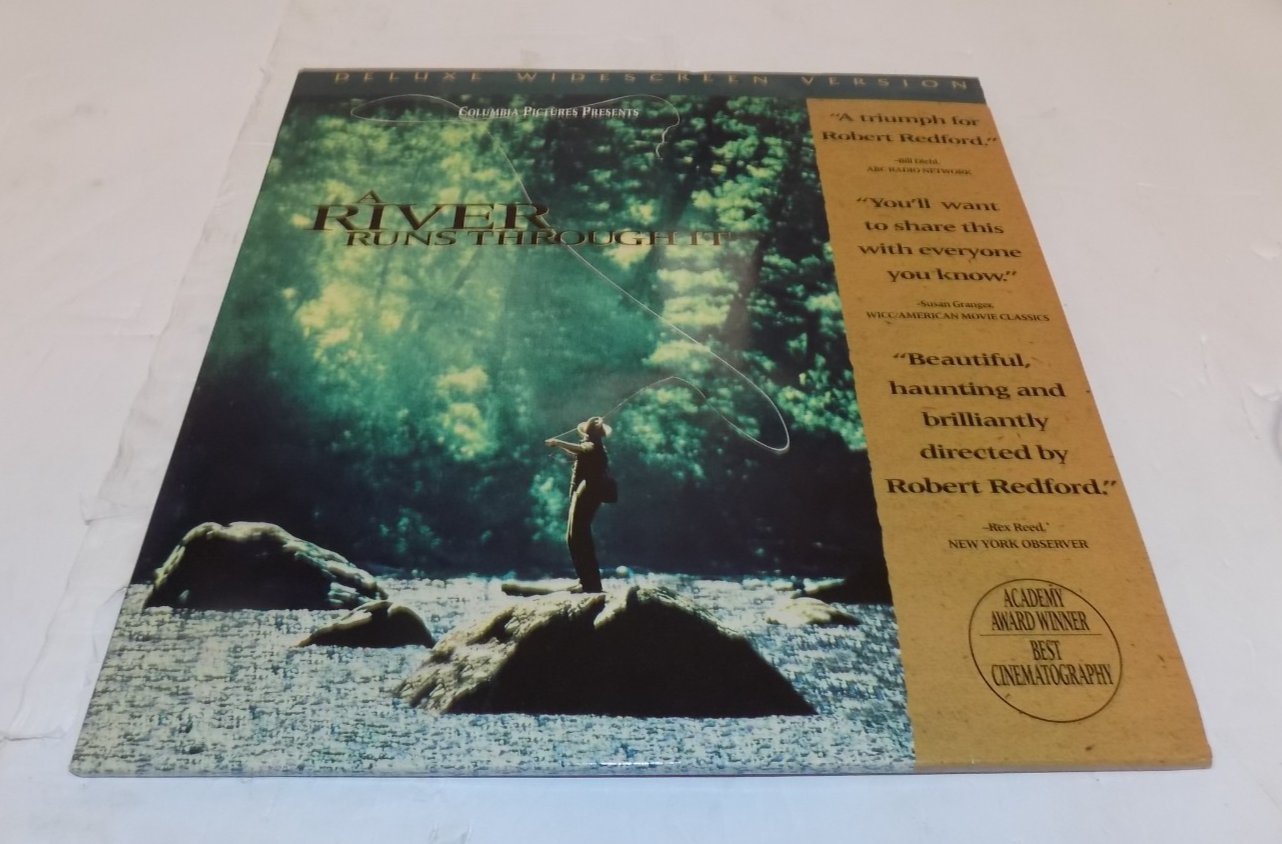 DELUXE WIDESCREEN VERSION
COLUMBIA PICTURES PRESENTS
A
RIVER
RUNS THROUGH IT
"A triumph for
Robert Redford."
-Bill Diehl,
ABC RADIO NETWORK
"You'll want
to share this
with everyone
you know."
-Susan Granger,
WICC/AMERICAN MOVIE CLASSICS
"Beautiful,
haunting and
brilliantly
directed by
Robert Redford."
-Rex Reed,
NEW YORK OBSERVER
ACADEMY
AWARD WINNER
BEST
CINEMATOGRAPHY